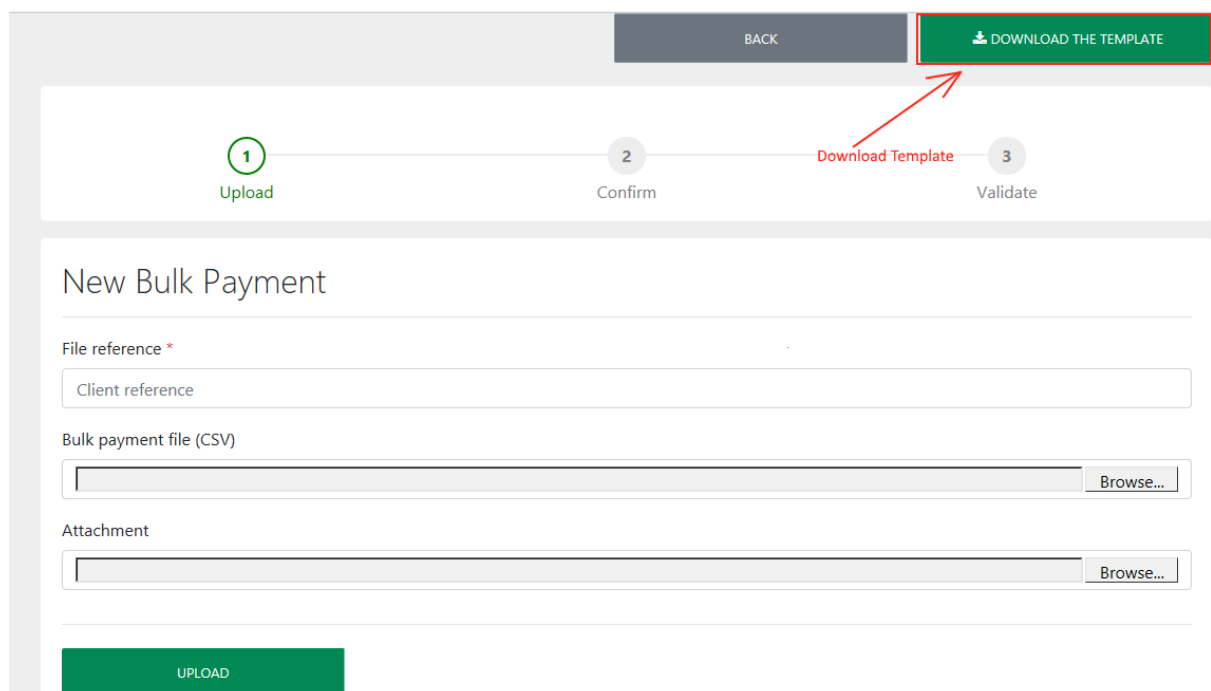 BACK
DOWNLOAD THE TEMPLATE
1
2
Download Template
3
Upload
Confirm
Validate
New Bulk Payment
File reference *
Client reference
Bulk payment file (CSV)
Browse...
Attachment
Browse...
UPLOAD